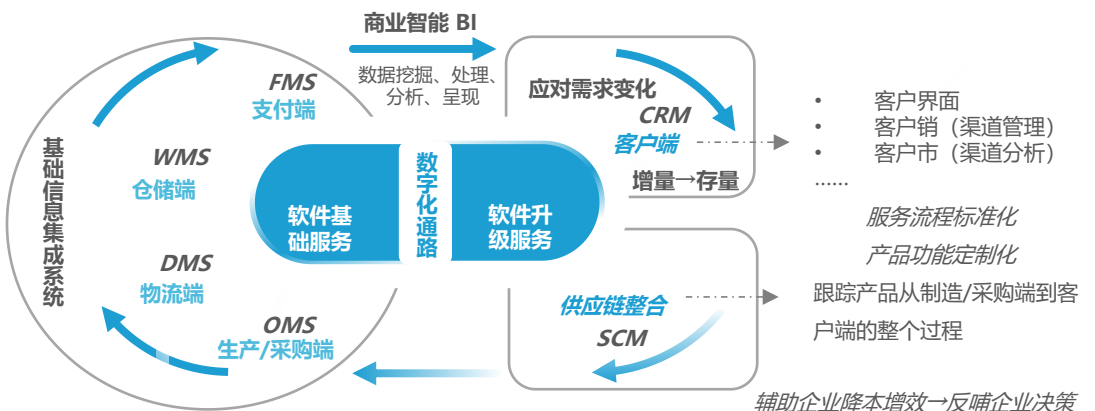 商业智能 BI
数据挖掘、处理、
分析、呈现
基础信息集成系统
FMS
支付端
WMS
仓储端
DMS
物流端
OMS
生产/采购端
软件基
础服务
数字化通路
软件升
级服务
应对需求变化
CRM
客户端
增量→存量
供应链整合
SCM
• 客户界面
• 客户销（渠道管理）
• 客户市（渠道分析）
......
服务流程标准化
产品功能定制化
跟踪产品从制造/采购端到客
户端的整个过程
辅助企业降本增效→反哺企业决策